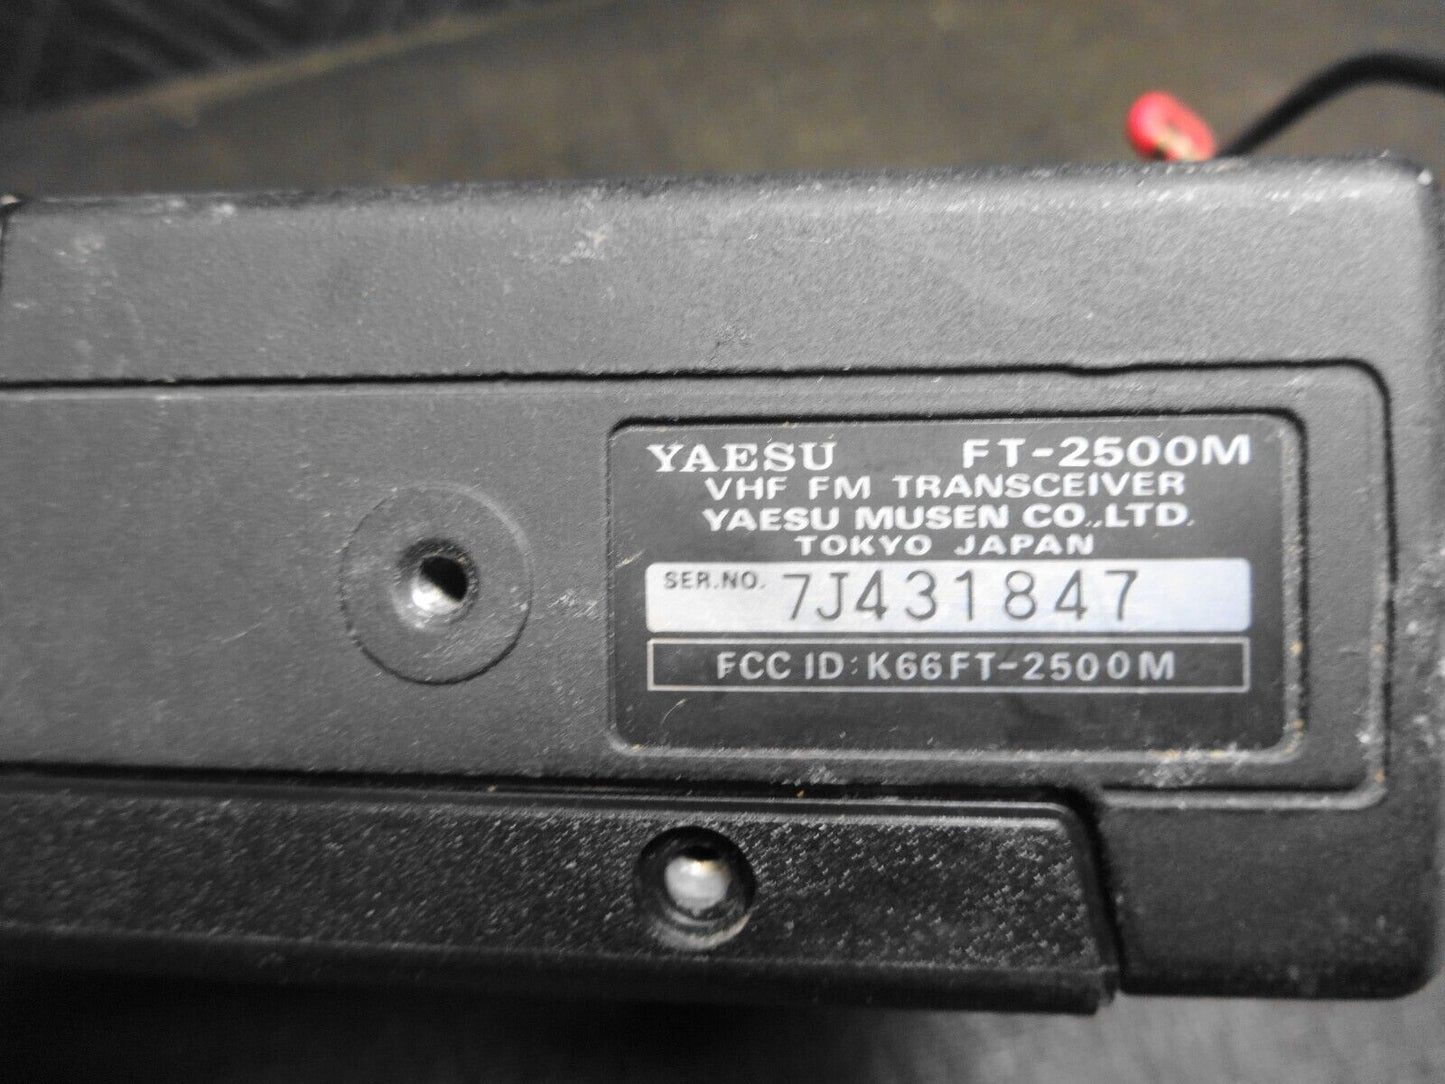 YAESU FT-2500M
VHF FM TRANSCEIVER
YAESU MUSEN CO.,LTD.
TOKYO JAPAN
SER.NO. 7J431847
FCC ID: K66FT-2500M